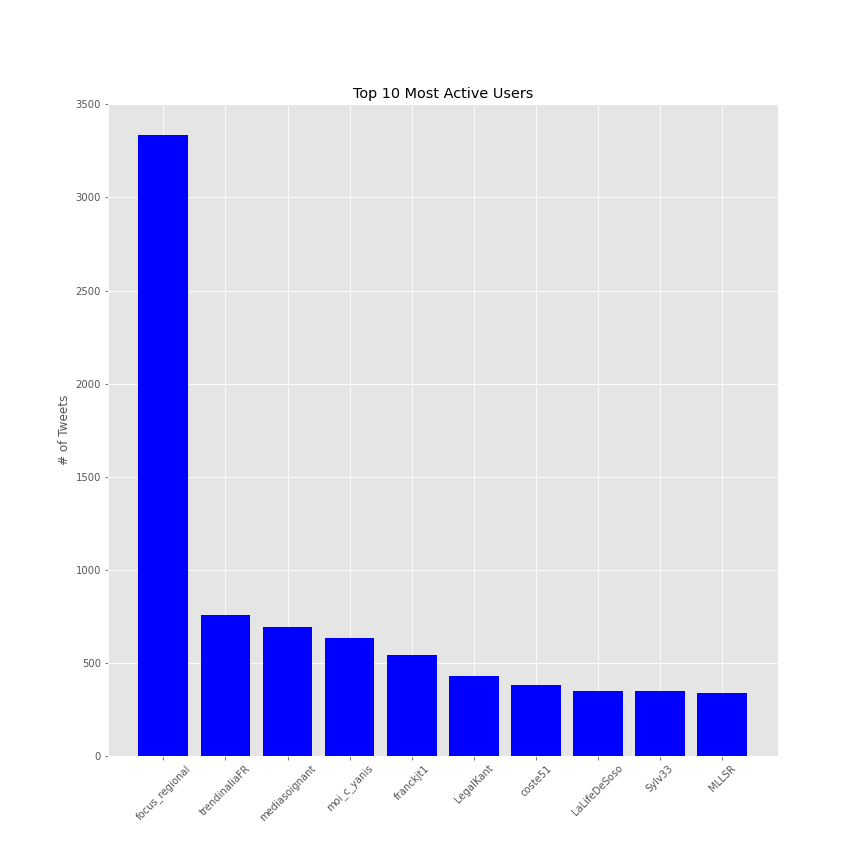 Top 10 Most Active Users
3500
3000
2500
2000
1500
1000
500
0
# of Tweets
focus_regional
trendinaliaFR
mediasoignant
moi_c_yanis
franckjt1
LegalKant
coste51
LaLifeDeSoso
Sylv33
MLLSR